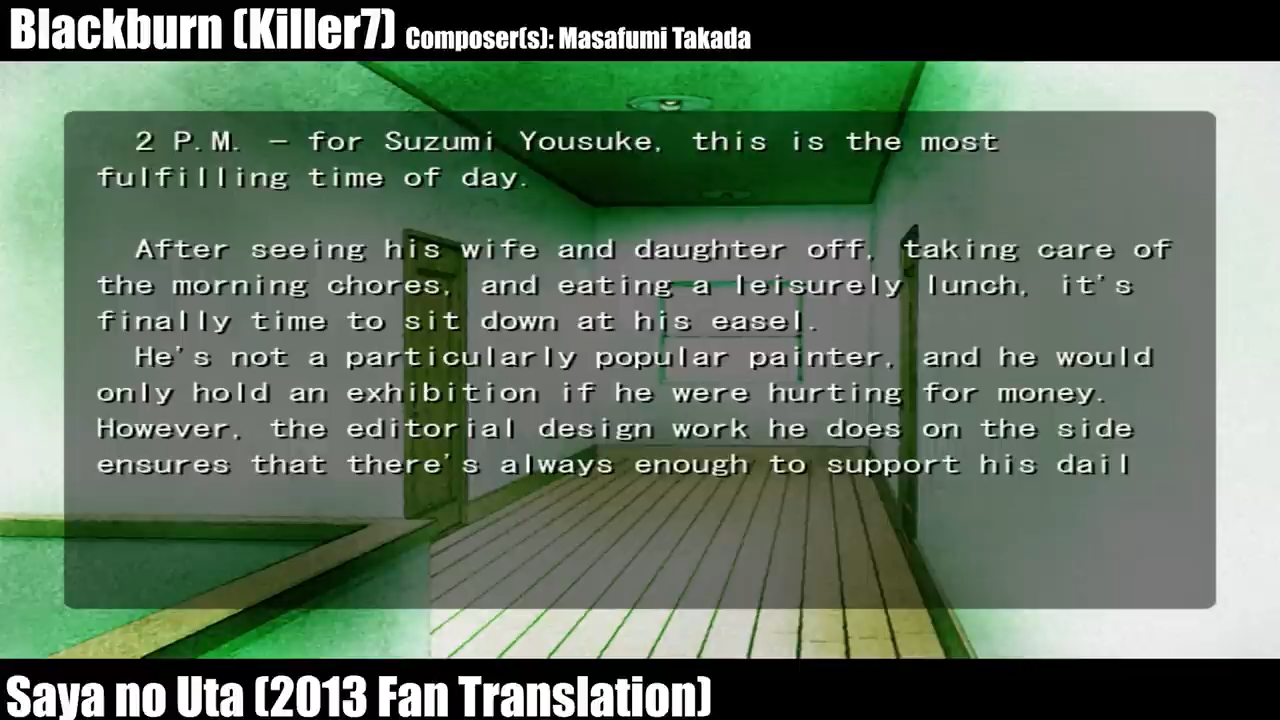 Blackburn (Killer7) Composer(s): Masafumi Takada
2 P.M. – for Suzumi Yousuke, this is the most
fulfilling time of day.
After seeing his wife and daughter off, taking care of
the morning chores, and eating a leisurely lunch, it's
finally time to sit down at his easel.
He's not a particularly popular painter, and he would
only hold an exhibition if he were hurting for money.
However, the editorial design work he does on the side
ensures that there's always enough to support his dail
Saya no Uta (2013 Fan Translation)